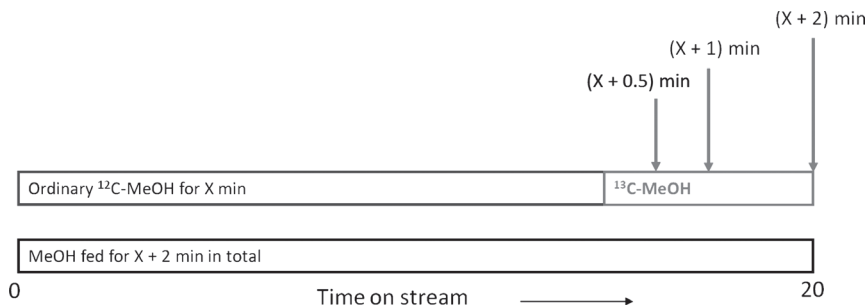 (X + 2) min
(X + 1) min
(X + 0.5) min
Ordinary ¹²C-MeOH for X min
¹³C-MeOH
MeOH fed for X + 2 min in total
0
20
Time on stream